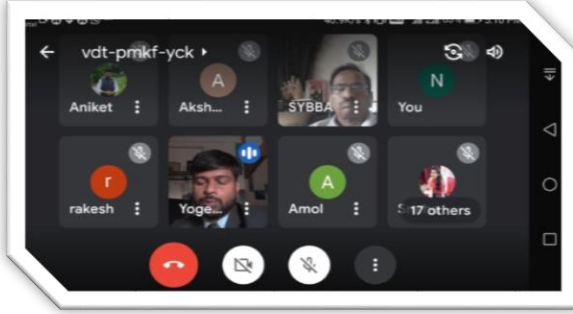 vdt-pmkf-yck
A
N
Aniket
Aksh...
SYBBA
You
r
A
rakesh
Yoge...
Amol
17 others